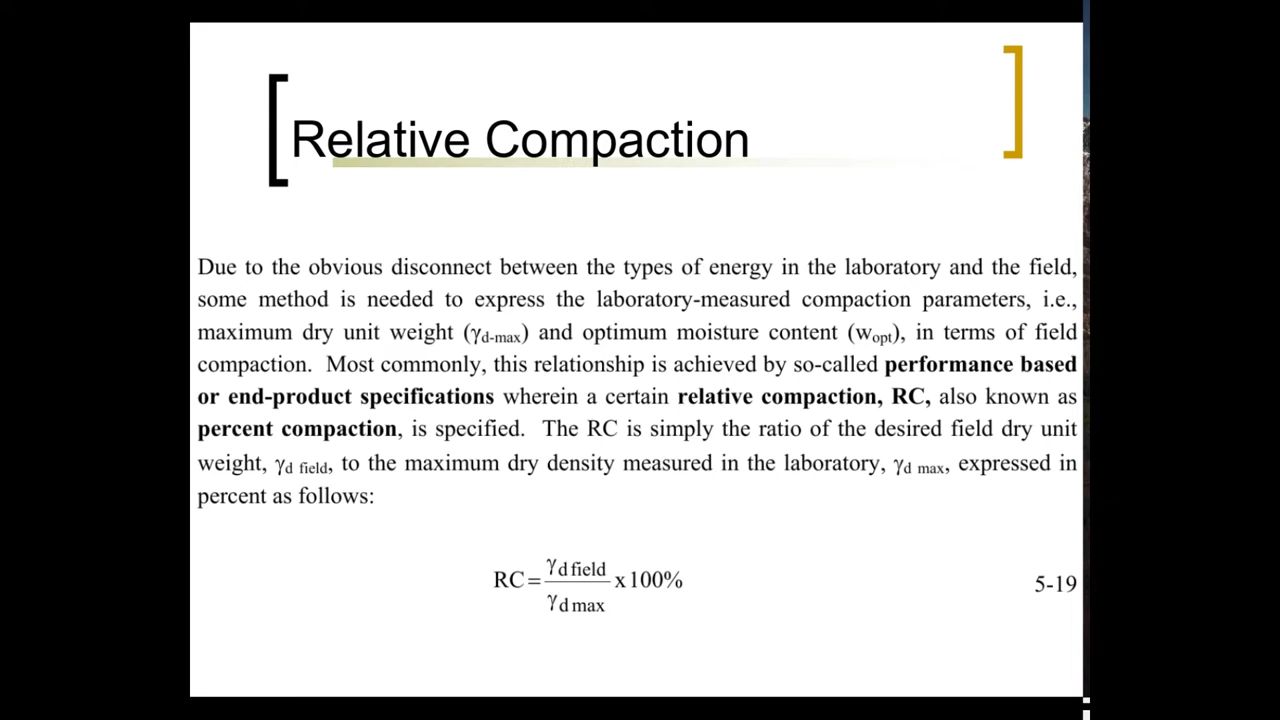 Relative Compaction
Due to the obvious disconnect between the types of energy in the laboratory and the field,
some method is needed to express the laboratory-measured compaction parameters, i.e.,
maximum dry unit weight (γd-max) and optimum moisture content (wopt), in terms of field
compaction. Most commonly, this relationship is achieved by so-called performance based
or end-product specifications wherein a certain relative compaction, RC, also known as
percent compaction, is specified. The RC is simply the ratio of the desired field dry unit
weight, γd field, to the maximum dry density measured in the laboratory, γd max, expressed in
percent as follows:
RC = γd field / γd max x 100% 5-19